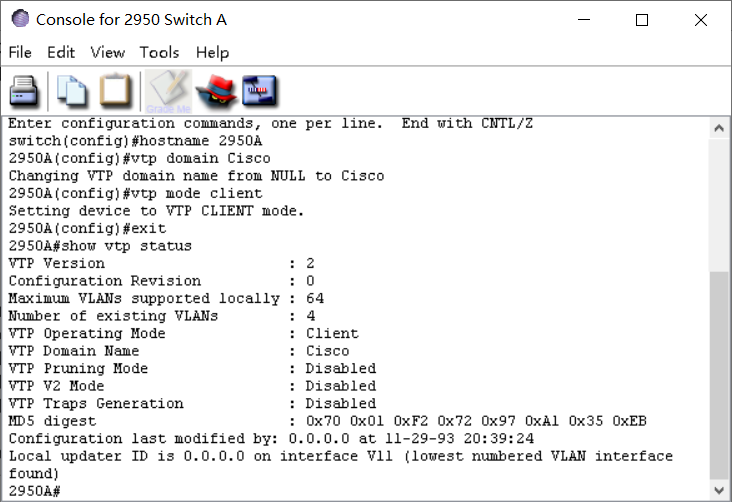 Console for 2950 Switch A
File Edit View Tools Help
Grade Me
Enter configuration commands, one per line.  End with CNTL/Z
switch(config)#hostname 2950A
2950A(config)#vtp domain Cisco
Changing VTP domain name from NULL to Cisco
2950A(config)#vtp mode client
Setting device to VTP CLIENT mode.
2950A(config)#exit
2950A#show vtp status
VTP Version                     : 2
Configuration Revision          : 0
Maximum VLANs supported locally : 64
Number of existing VLANs        : 4
VTP Operating Mode              : Client
VTP Domain Name                 : Cisco
VTP Pruning Mode                : Disabled
VTP V2 Mode                     : Disabled
VTP Traps Generation            : Disabled
MD5 digest                      : 0x70 0x01 0xF2 0x72 0x97 0xA1 0x35 0xEB
Configuration last modified by: 0.0.0.0 at 11-29-93 20:39:24
Local updater ID is 0.0.0.0 on interface Vl1 (lowest numbered VLAN interface
found)
2950A#